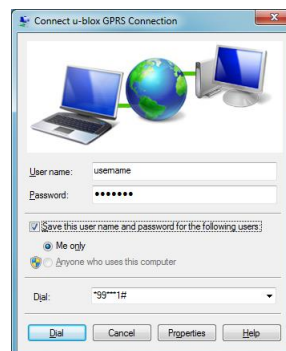 Connect u-blox GPRS Connection
User name: username
Password: •••••••
Save this user name and password for the following users:
Me only
Anyone who uses this computer
Dial: *99***1#
Dial Cancel Properties Help